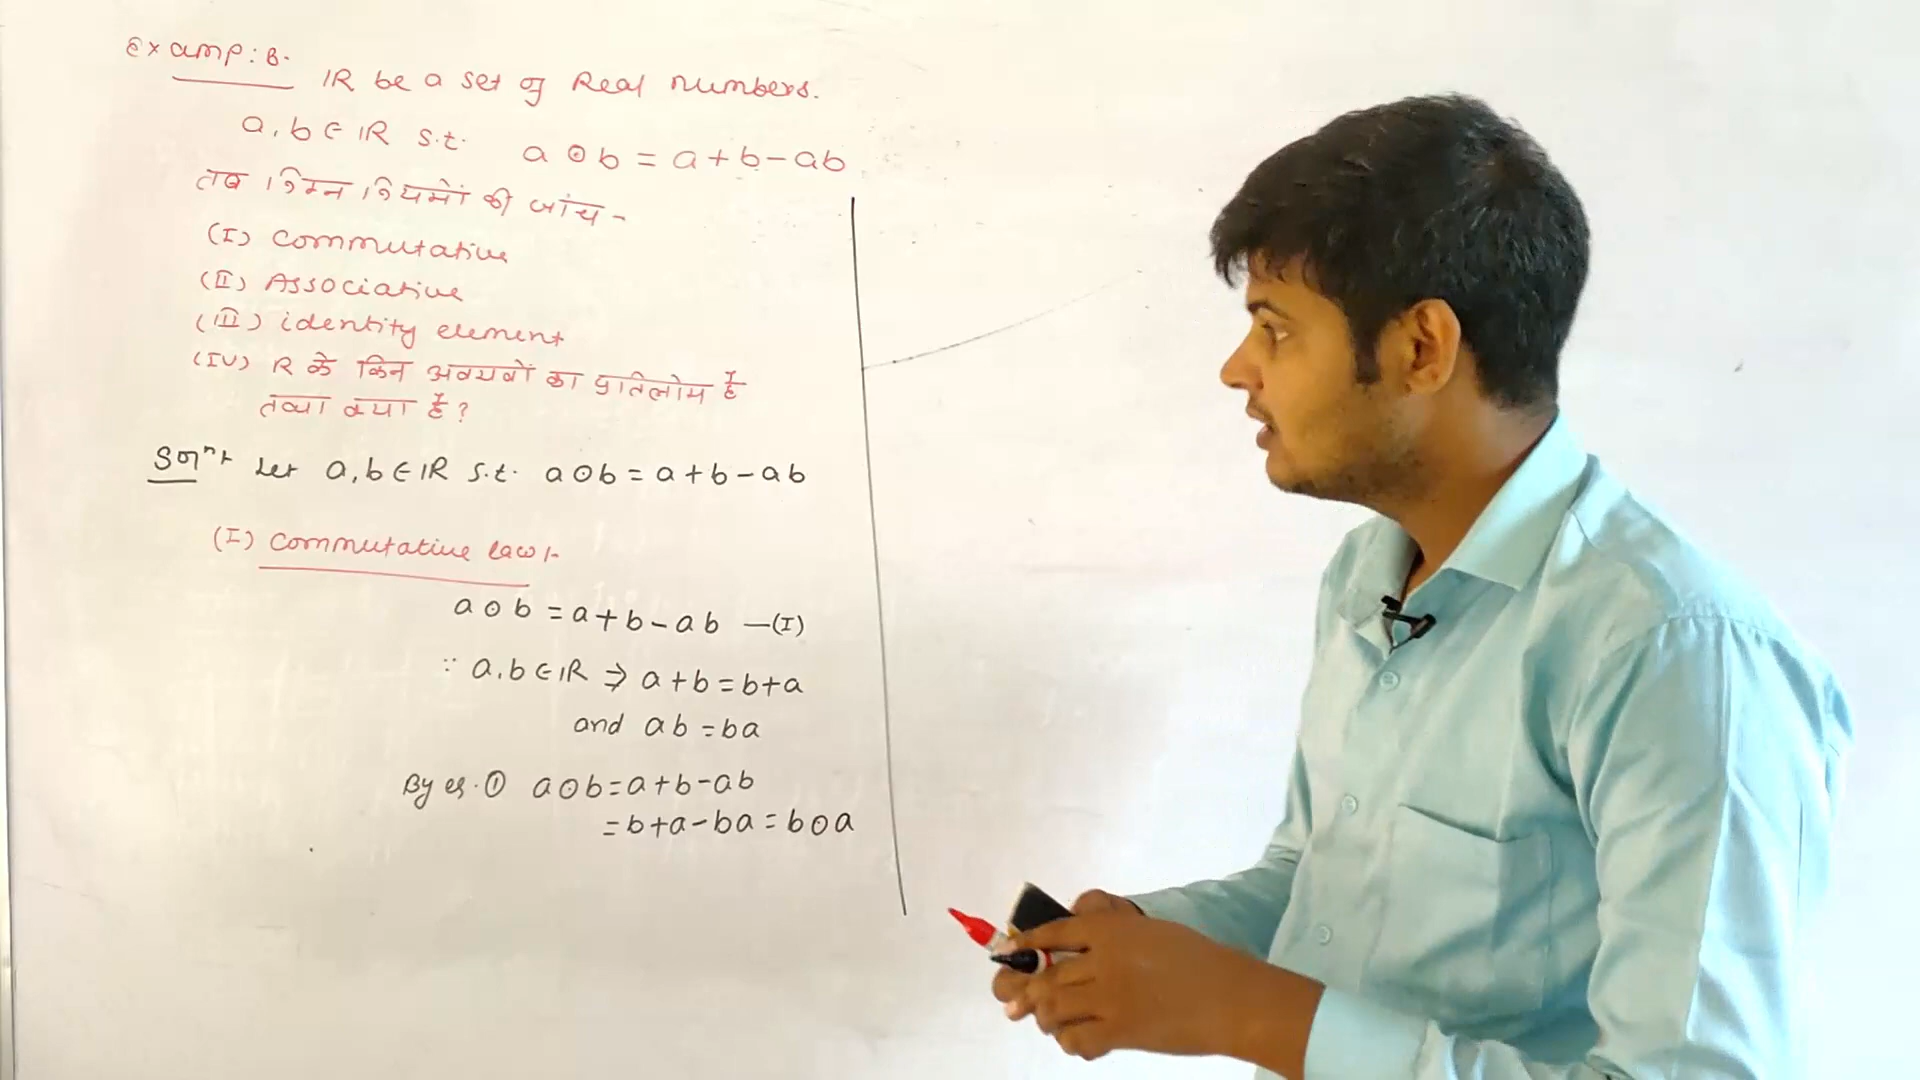 Examp: B.
IR be a set of Real numbers.
a, b ∈ IR s.t. a ⊙ b = a + b - ab
तब निम्न नियमों की जांच -
(I) commutative
(II) Associative
(III) identity element
(IV) R के किन अवयवों का प्रतिलोम है
तथा क्या है ?
Solⁿ:- Let a, b ∈ IR s.t. a ⊙ b = a + b - ab
(I) commutative law :-
a ⊙ b = a + b - ab —(I)
∵ a, b ∈ IR ⇒ a + b = b + a
and ab = ba
By eq. ① a ⊙ b = a + b - ab
= b + a - ba = b ⊙ a